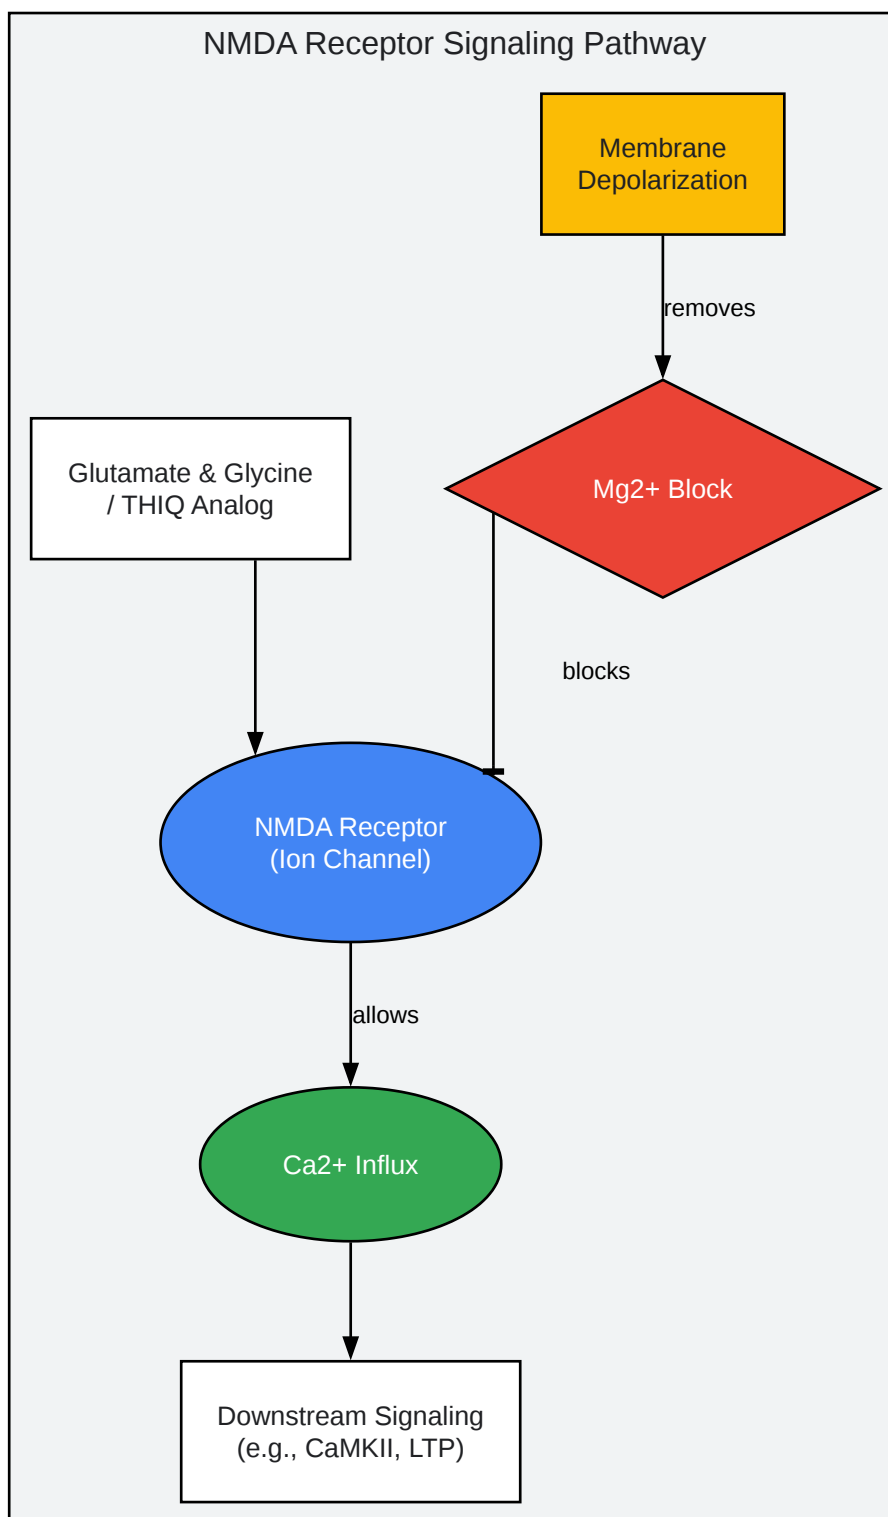 NMDA Receptor Signaling Pathway
Membrane
Depolarization
removes
Glutamate & Glycine
/ THIQ Analog
Mg2+ Block
blocks
NMDA Receptor
(Ion Channel)
allows
Ca2+ Influx
Downstream Signaling
(e.g., CaMKII, LTP)